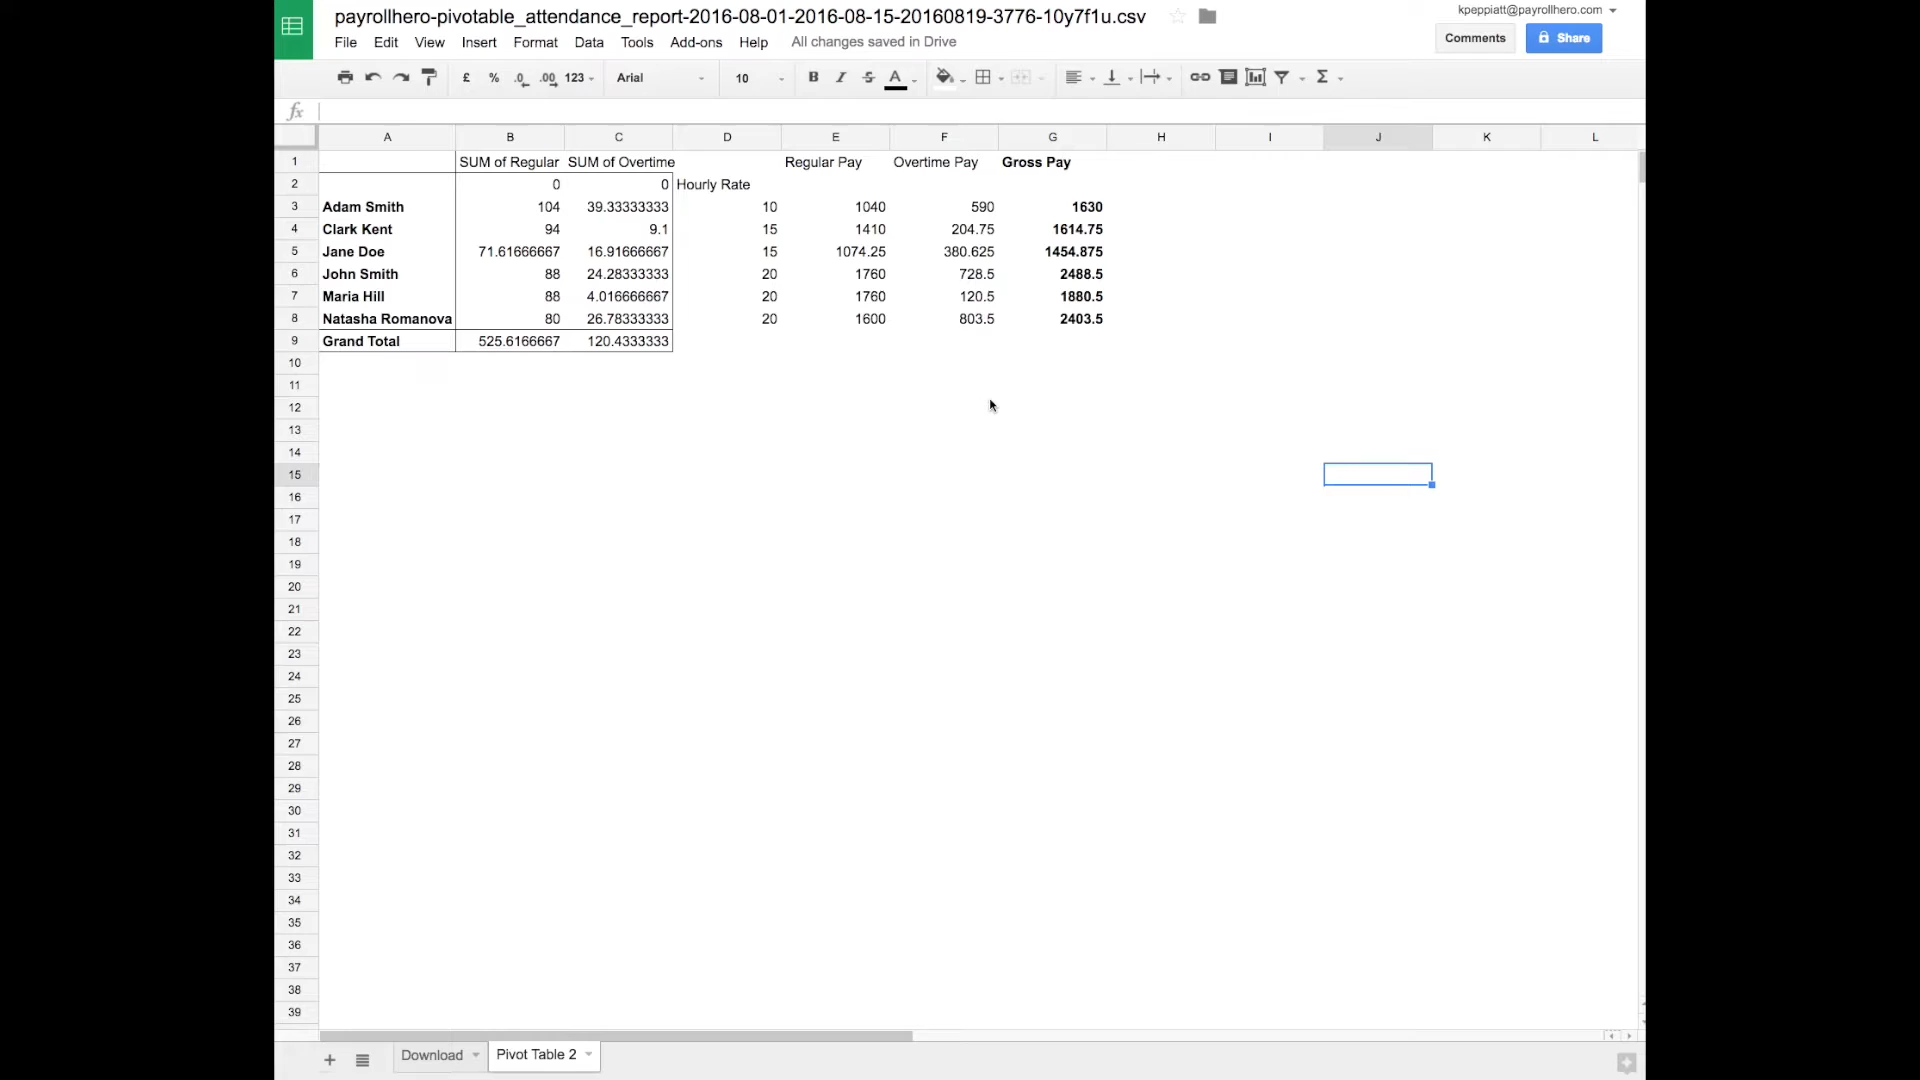 payrollhero-pivotable_attendance_report-2016-08-01-2016-08-15-20160819-3776-10y7f1u.csv
kpeppiatt@payrollhero.com
File Edit View Insert Format Data Tools Add-ons Help All changes saved in Drive
Comments Share
£ % .0 .00 123 Arial 10 B I S A Σ
fx
A B C D E F G H I J K L
1 SUM of Regular SUM of Overtime Regular Pay Overtime Pay Gross Pay
2 0 0 Hourly Rate
3 Adam Smith 104 39.33333333 10 1040 590 1630
4 Clark Kent 94 9.1 15 1410 204.75 1614.75
5 Jane Doe 71.61666667 16.91666667 15 1074.25 380.625 1454.875
6 John Smith 88 24.28333333 20 1760 728.5 2488.5
7 Maria Hill 88 4.016666667 20 1760 120.5 1880.5
8 Natasha Romanova 80 26.78333333 20 1600 803.5 2403.5
9 Grand Total 525.6166667 120.4333333
10
11
12
13
14
15
16
17
18
19
20
21
22
23
24
25
26
27
28
29
30
31
32
33
34
35
36
37
38
39
Download Pivot Table 2